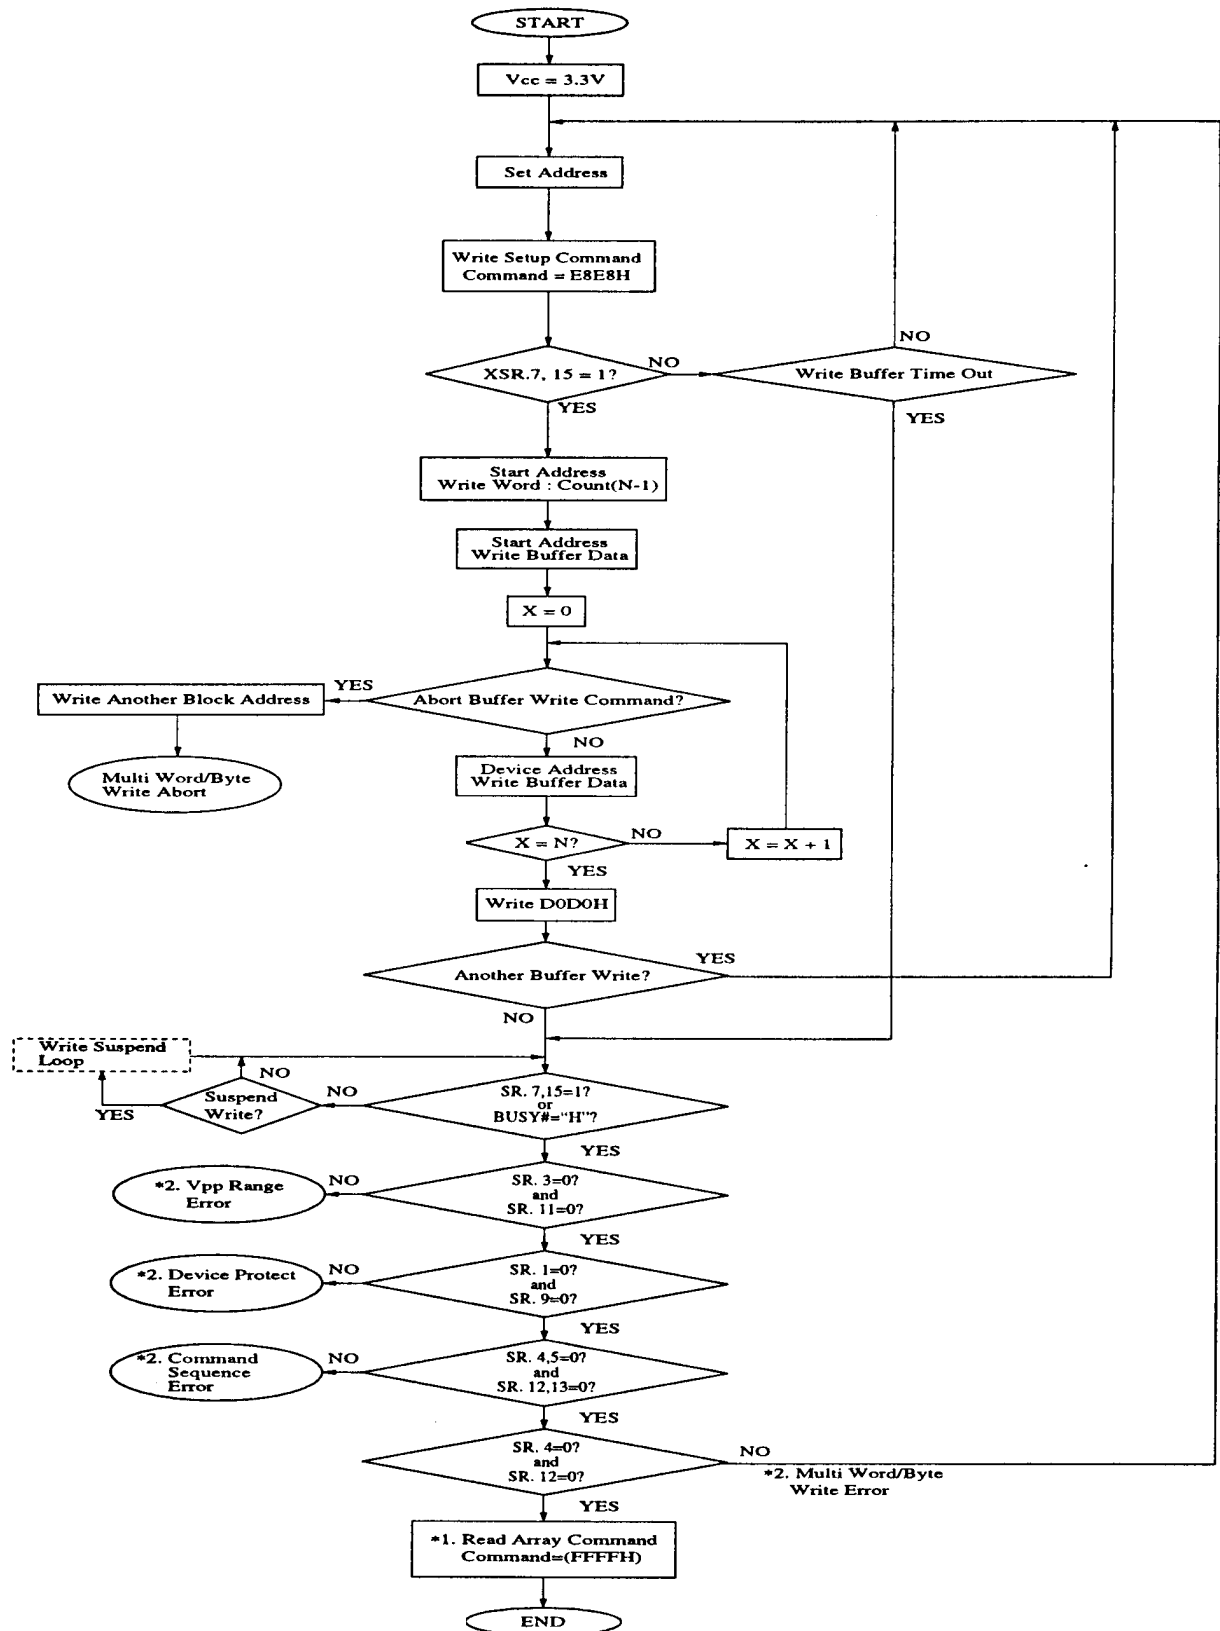 START
Vcc = 3.3V
Set Address
Write Setup Command
Command = E8E8H
NO
XSR.7, 15 = 1?
NO
Write Buffer Time Out
YES
YES
Start Address
Write Word : Count(N-1)
Start Address
Write Buffer Data
X = 0
Write Another Block Address
YES
Abort Buffer Write Command?
NO
Multi Word/Byte
Write Abort
Device Address
Write Buffer Data
X = N?
NO
X = X + 1
YES
Write D0D0H
Another Buffer Write?
YES
NO
Write Suspend
Loop
NO
YES
Suspend
Write?
NO
SR. 7,15=1?
or
BUSY#="H"?
YES
*2. Vpp Range
Error
NO
SR. 3=0?
and
SR. 11=0?
YES
*2. Device Protect
Error
NO
SR. 1=0?
and
SR. 9=0?
YES
*2. Command
Sequence
Error
NO
SR. 4,5=0?
and
SR. 12,13=0?
YES
SR. 4=0?
and
SR. 12=0?
NO
*2. Multi Word/Byte
Write Error
YES
*1. Read Array Command
Command=(FFFFH)
END